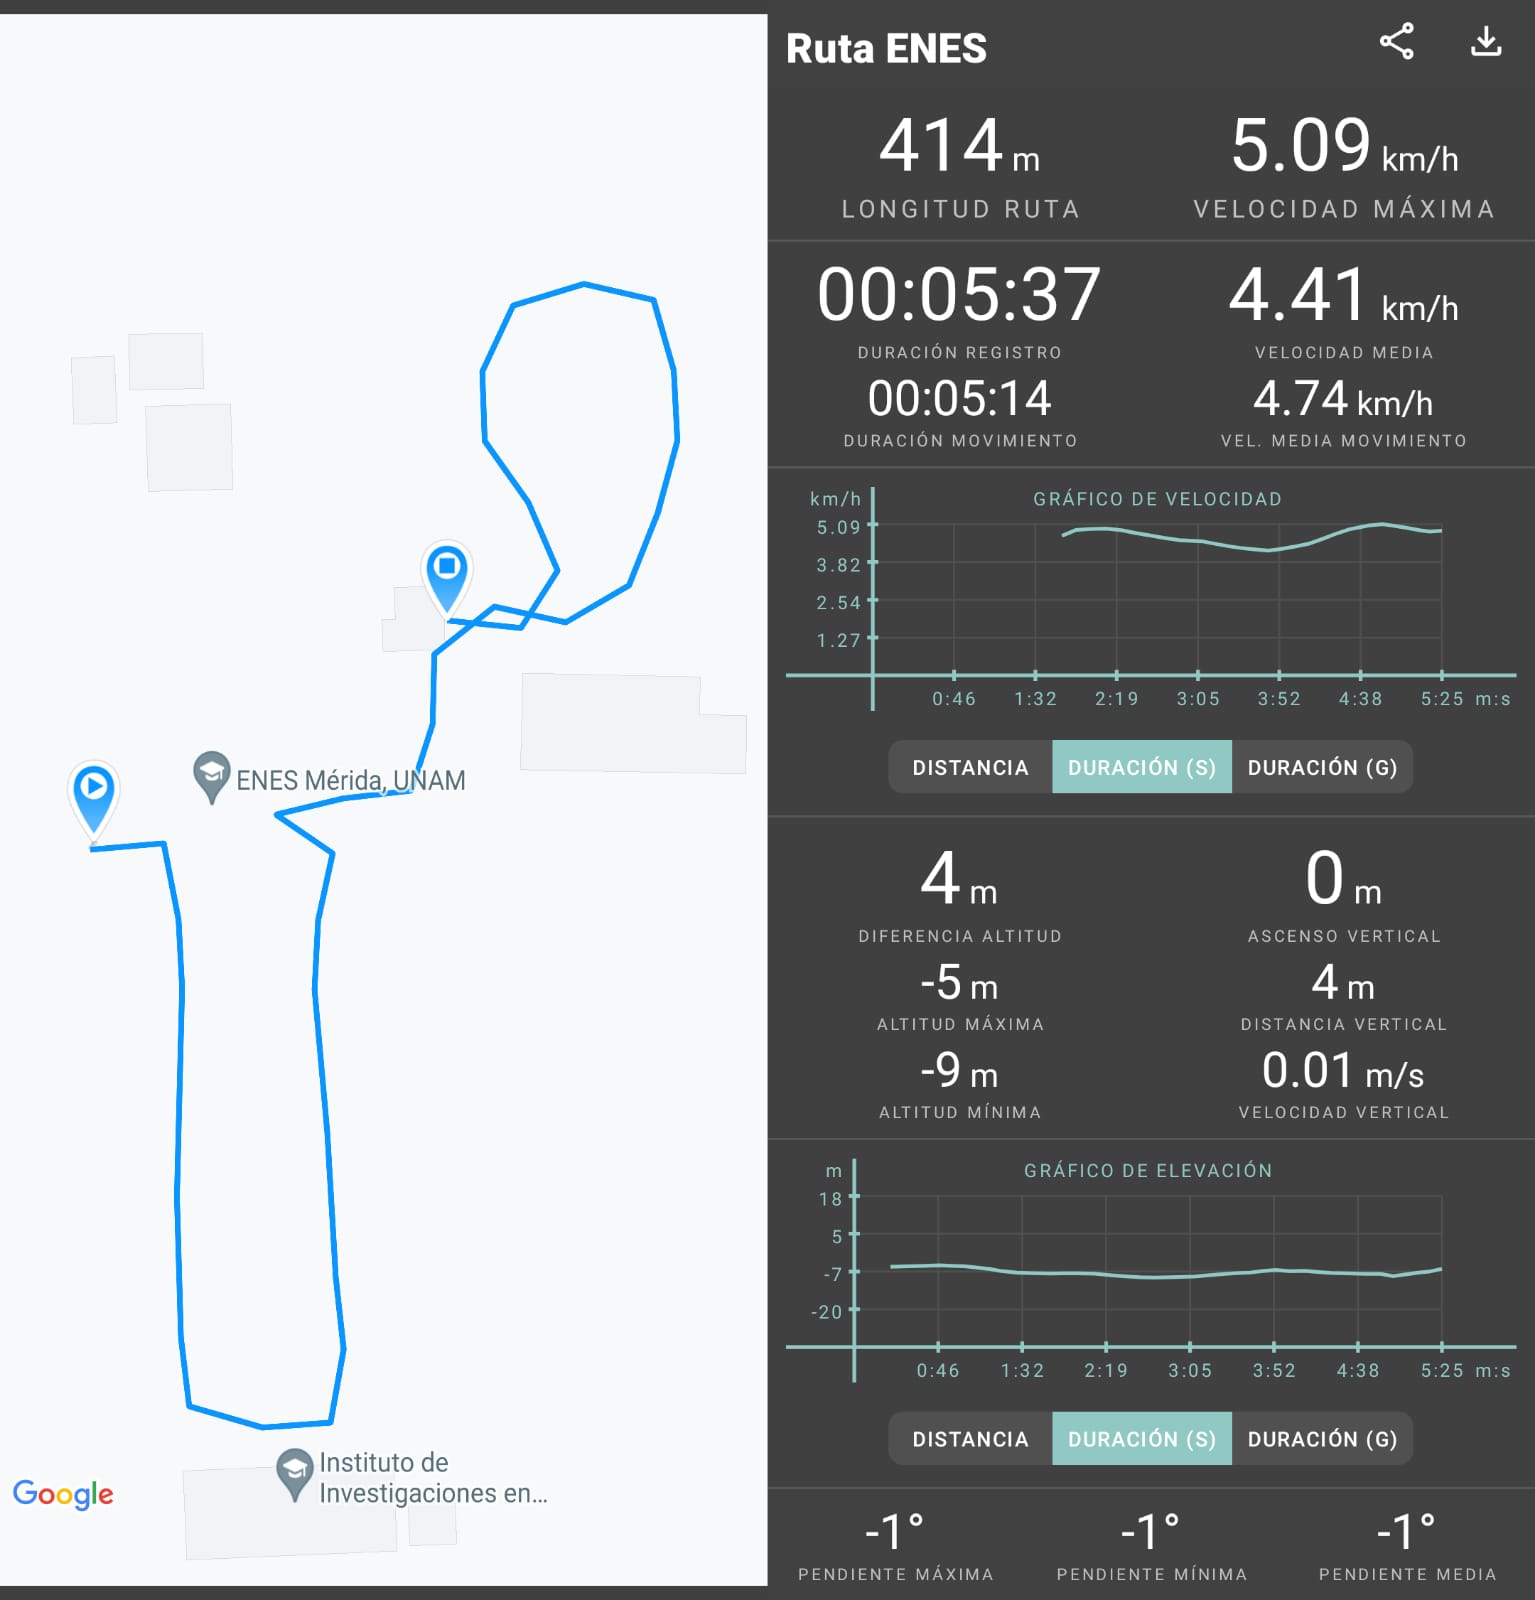 ENES Mérida, UNAM
Instituto de
Investigaciones en...
Google
Ruta ENES
414 m
LONGITUD RUTA
5.09 km/h
VELOCIDAD MÁXIMA
00:05:37
DURACIÓN REGISTRO
4.41 km/h
VELOCIDAD MEDIA
00:05:14
DURACIÓN MOVIMIENTO
4.74 km/h
VEL. MEDIA MOVIMIENTO
GRÁFICO DE VELOCIDAD
km/h
5.09
3.82
2.54
1.27
0:46 1:32 2:19 3:05 3:52 4:38 5:25 m:s
DISTANCIA DURACIÓN (S) DURACIÓN (G)
4 m
DIFERENCIA ALTITUD
0 m
ASCENSO VERTICAL
-5 m
ALTITUD MÁXIMA
4 m
DISTANCIA VERTICAL
-9 m
ALTITUD MÍNIMA
0.01 m/s
VELOCIDAD VERTICAL
GRÁFICO DE ELEVACIÓN
m
18
5
-7
-20
0:46 1:32 2:19 3:05 3:52 4:38 5:25 m:s
DISTANCIA DURACIÓN (S) DURACIÓN (G)
-1°
PENDIENTE MÁXIMA
-1°
PENDIENTE MÍNIMA
-1°
PENDIENTE MEDIA